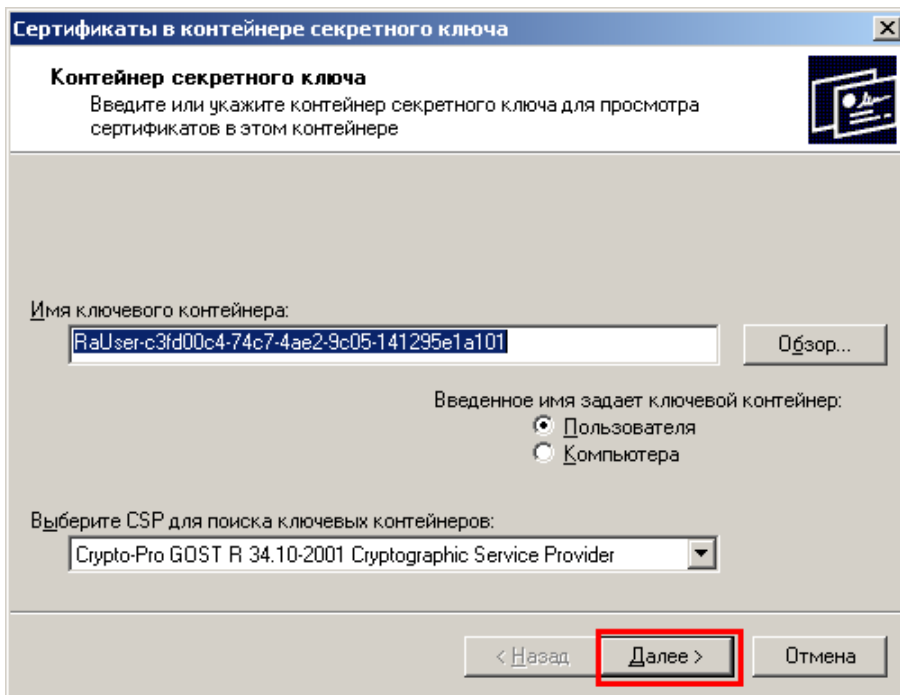 Сертификаты в контейнере секретного ключа
Контейнер секретного ключа
Введите или укажите контейнер секретного ключа для просмотра
сертификатов в этом контейнере
Имя ключевого контейнера:
RaUser-c3fd00c4-74c7-4ae2-9c05-141295e1a101
Обзор...
Введенное имя задает ключевой контейнер:
Пользователя
Компьютера
Выберите CSP для поиска ключевых контейнеров:
Crypto-Pro GOST R 34.10-2001 Cryptographic Service Provider
< Назад
Далее >
Отмена